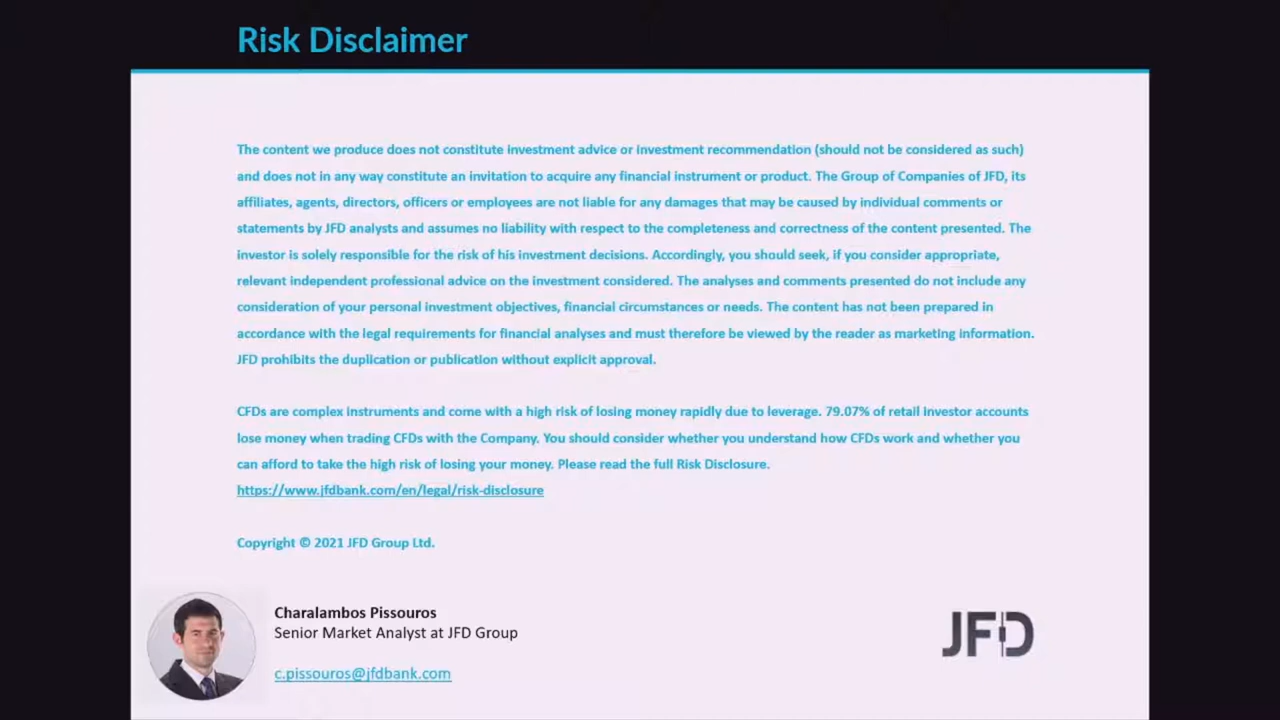 Risk Disclaimer
The content we produce does not constitute investment advice or investment recommendation (should not be considered as such)
and does not in any way constitute an invitation to acquire any financial instrument or product. The Group of Companies of JFD, its
affiliates, agents, directors, officers or employees are not liable for any damages that may be caused by individual comments or
statements by JFD analysts and assumes no liability with respect to the completeness and correctness of the content presented. The
investor is solely responsible for the risk of his investment decisions. Accordingly, you should seek, if you consider appropriate,
relevant independent professional advice on the investment considered. The analyses and comments presented do not include any
consideration of your personal investment objectives, financial circumstances or needs. The content has not been prepared in
accordance with the legal requirements for financial analyses and must therefore be viewed by the reader as marketing information.
JFD prohibits the duplication or publication without explicit approval.
CFDs are complex instruments and come with a high risk of losing money rapidly due to leverage. 79.07% of retail investor accounts
lose money when trading CFDs with the Company. You should consider whether you understand how CFDs work and whether you
can afford to take the high risk of losing your money. Please read the full Risk Disclosure.
https://www.jfdbank.com/en/legal/risk-disclosure
Copyright © 2021 JFD Group Ltd.
Charalambos Pissouros
Senior Market Analyst at JFD Group
c.pissouros@jfdbank.com
JFD